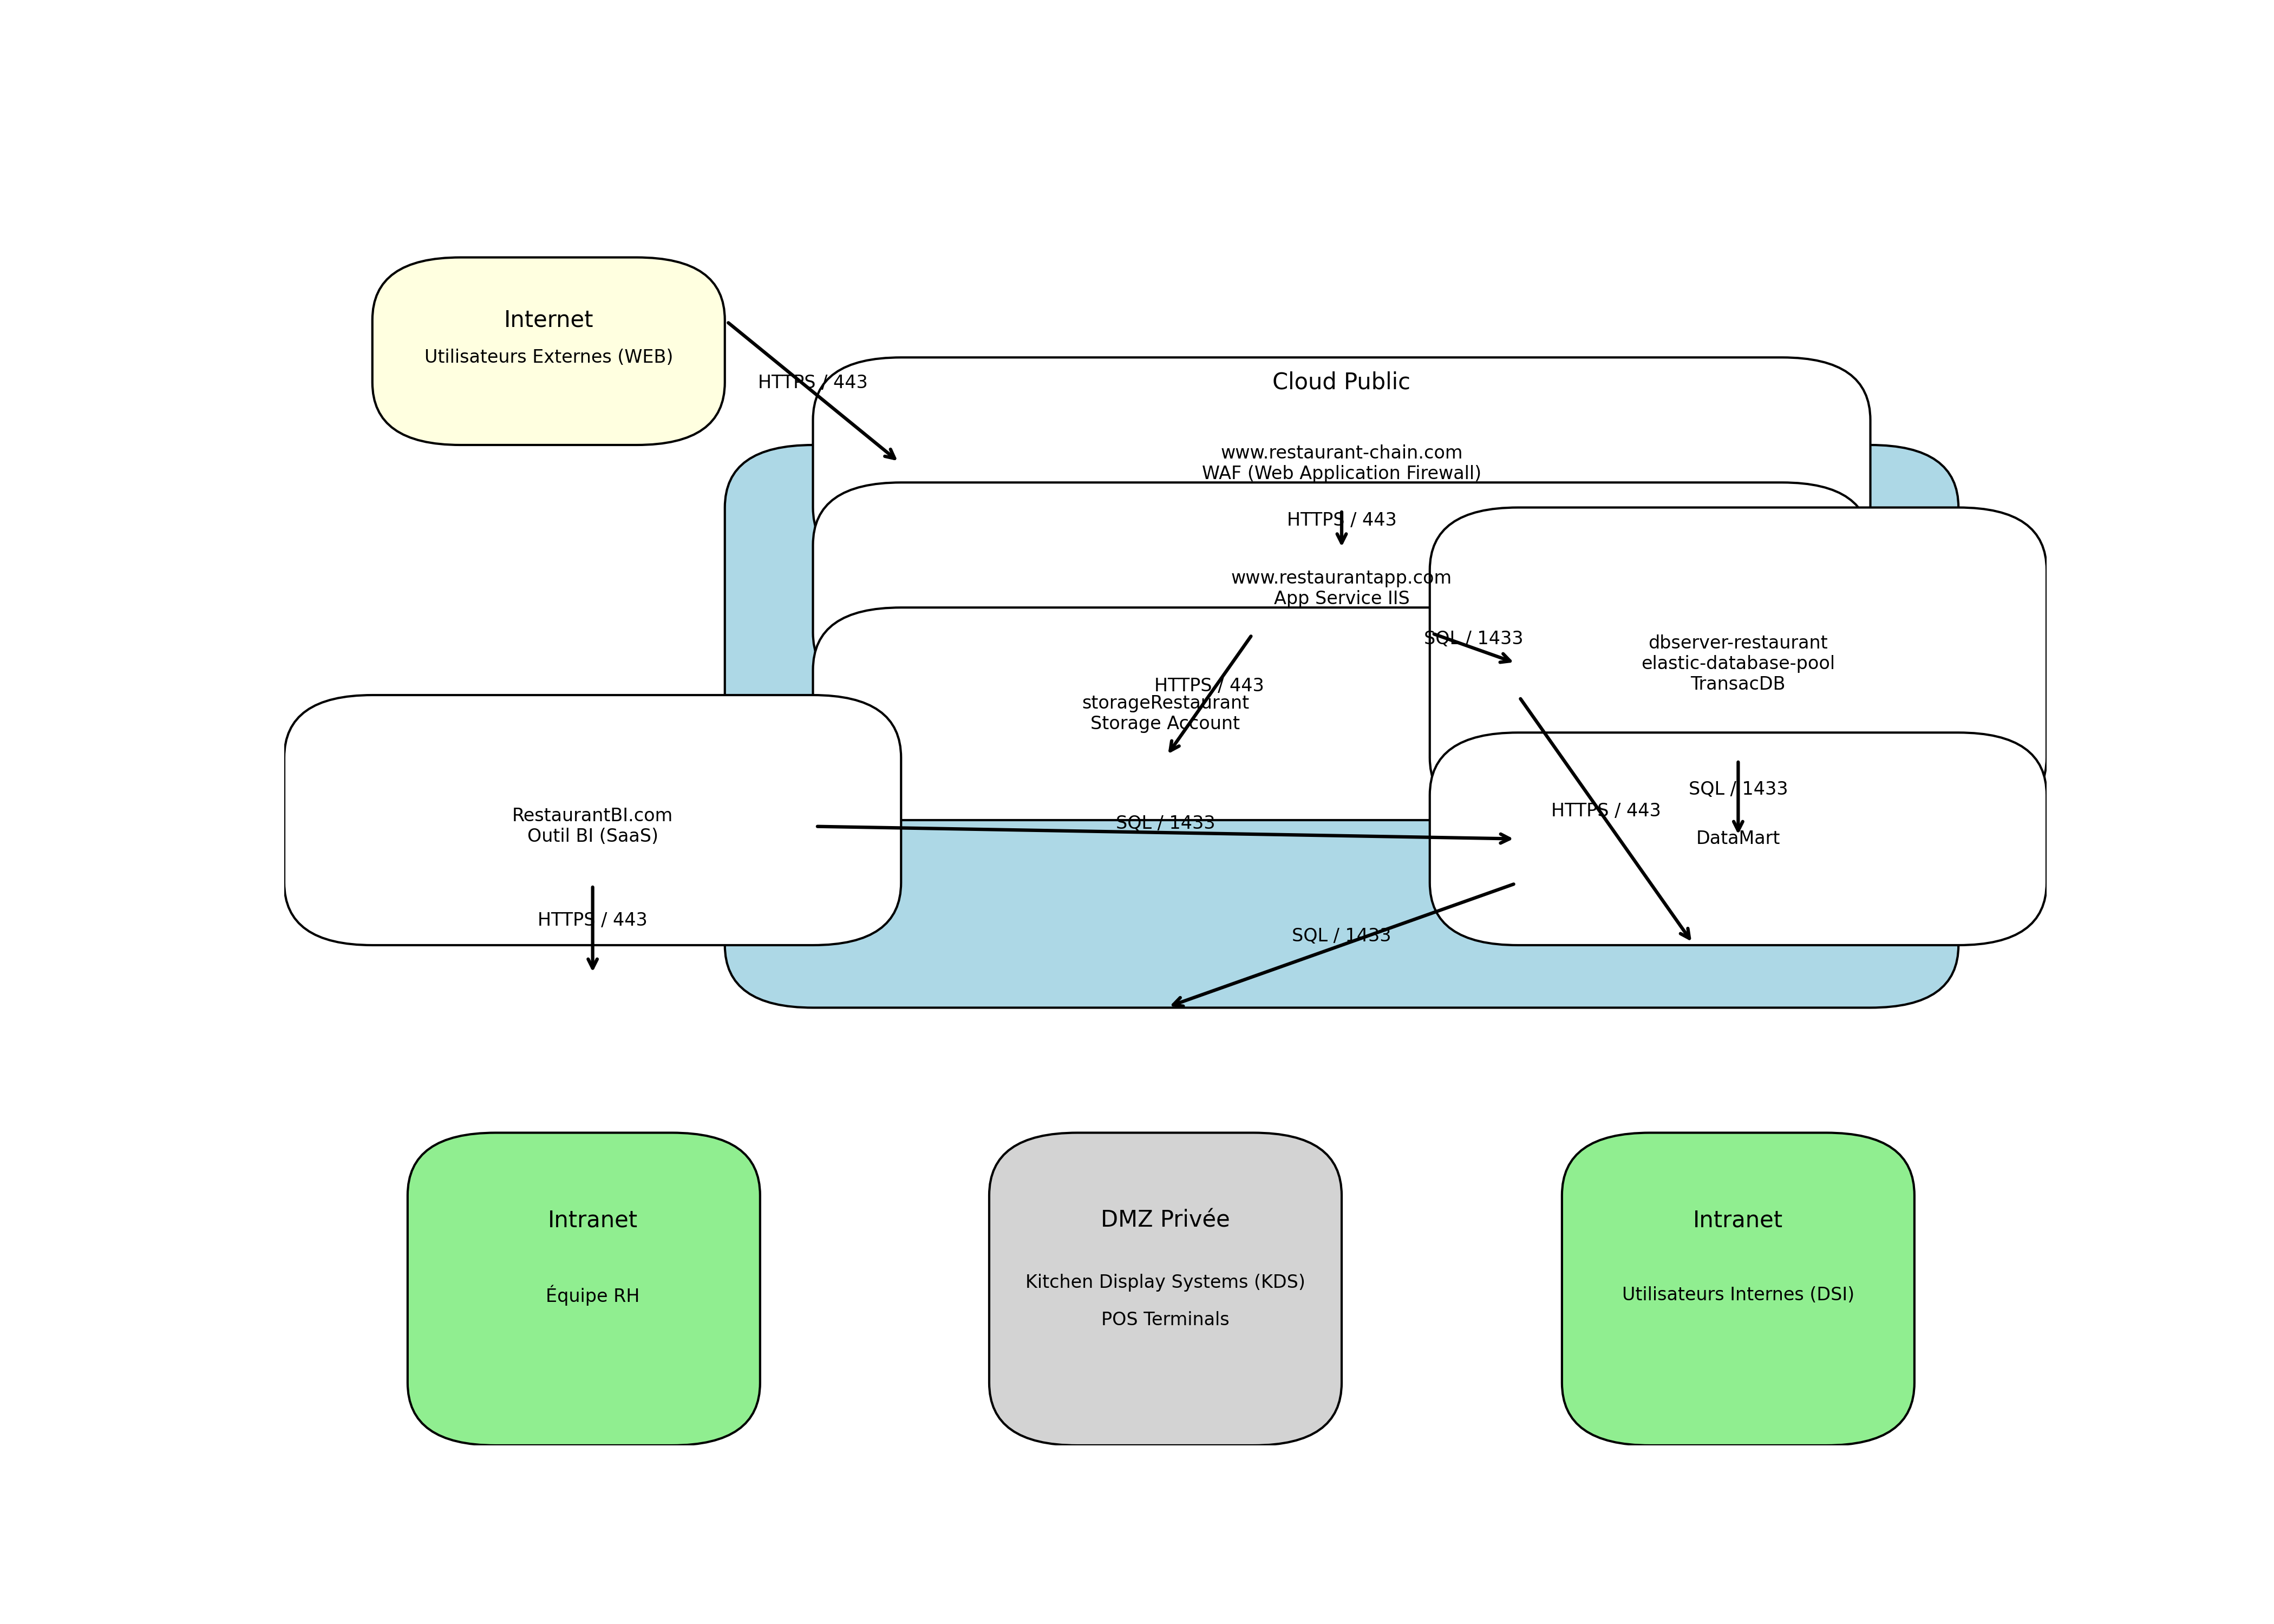 Internet
Utilisateurs Externes (WEB)
HTTPS / 443
Cloud Public
www.restaurant-chain.com
WAF (Web Application Firewall)
HTTPS / 443
www.restaurantapp.com
App Service IIS
SQL / 1433
dbserver-restaurant
elastic-database-pool
TransacDB
HTTPS / 443
storageRestaurant
Storage Account
SQL / 1433
HTTPS / 443
RestaurantBI.com
Outil BI (SaaS)
SQL / 1433
DataMart
HTTPS / 443
SQL / 1433
Intranet
Équipe RH
DMZ Privée
Kitchen Display Systems (KDS)
POS Terminals
Intranet
Utilisateurs Internes (DSI)